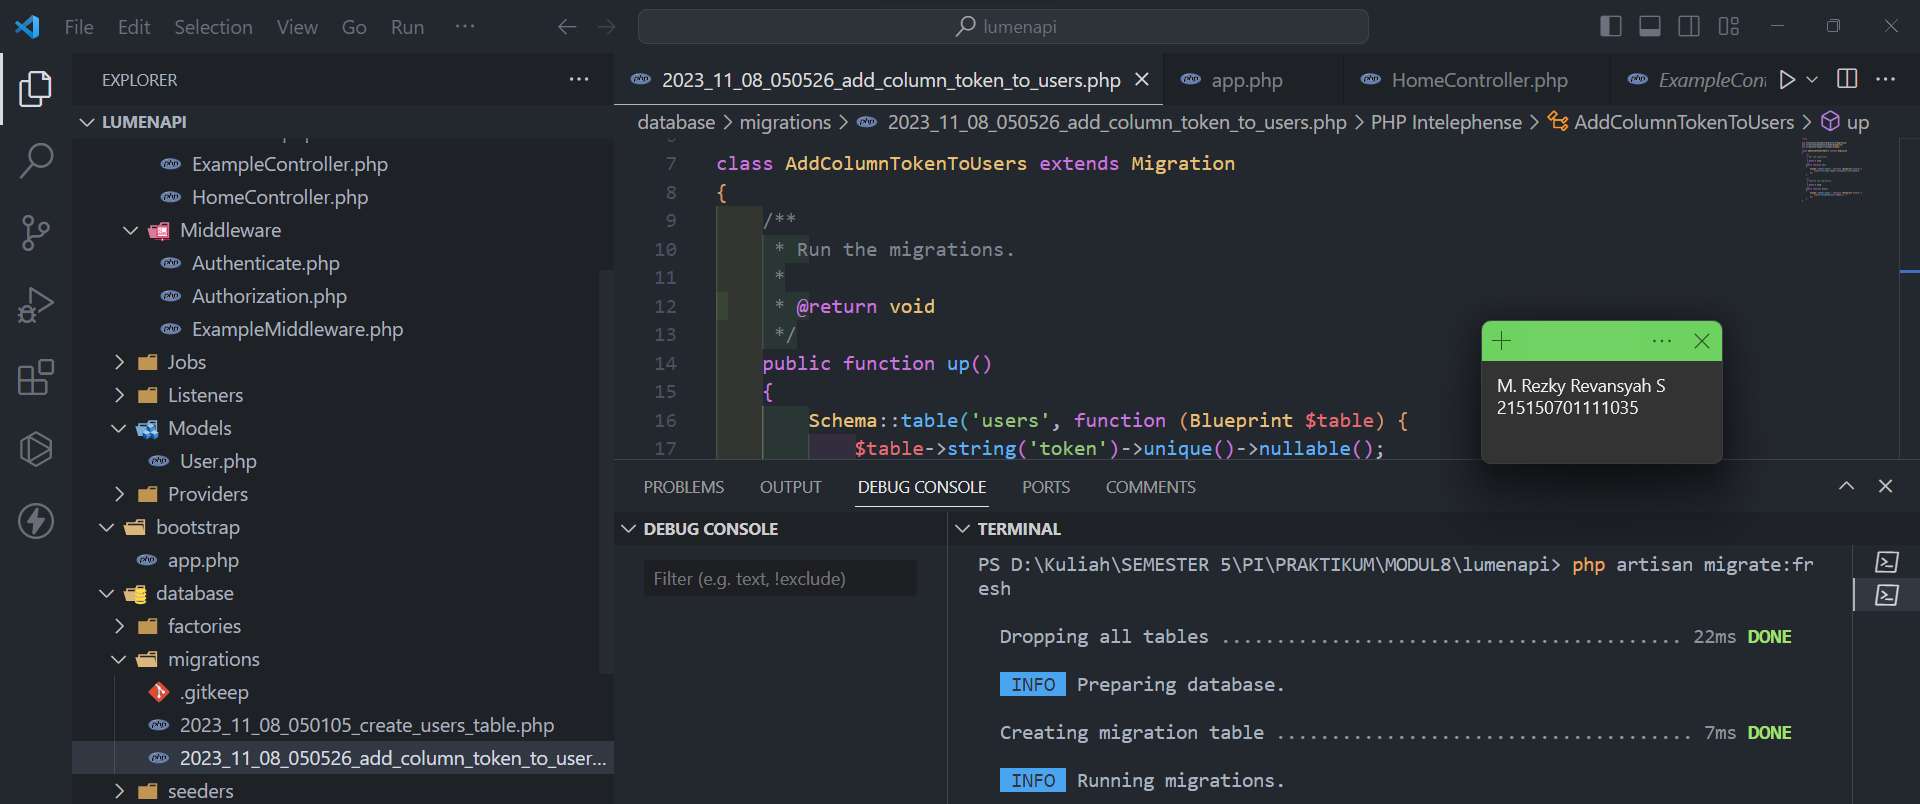 File Edit Selection View Go Run ··· lumenapi
EXPLORER ···
LUMENAPI
ExampleController.php
HomeController.php
Middleware
Authenticate.php
Authorization.php
ExampleMiddleware.php
Jobs
Listeners
Models
User.php
Providers
bootstrap
app.php
database
factories
migrations
.gitkeep
2023_11_08_050105_create_users_table.php
2023_11_08_050526_add_column_token_to_user...
seeders
2023_11_08_050526_add_column_token_to_users.php app.php HomeController.php ExampleCon
database > migrations > 2023_11_08_050526_add_column_token_to_users.php > PHP Intelephense > AddColumnTokenToUsers > up
7 class AddColumnTokenToUsers extends Migration
8 {
9 /**
10 * Run the migrations.
11 *
12 * @return void
13 */
14 public function up()
15 {
16 Schema::table('users', function (Blueprint $table) {
17 $table->string('token')->unique()->nullable();
M. Rezky Revansyah S
215150701111035
PROBLEMS OUTPUT DEBUG CONSOLE PORTS COMMENTS
DEBUG CONSOLE
Filter (e.g. text, !exclude)
TERMINAL
PS D:\Kuliah\SEMESTER 5\PI\PRAKTIKUM\MODUL8\lumenapi> php artisan migrate:fr
esh
Dropping all tables .......................................... 22ms DONE
INFO Preparing database.
Creating migration table ...................................... 7ms DONE
INFO Running migrations.